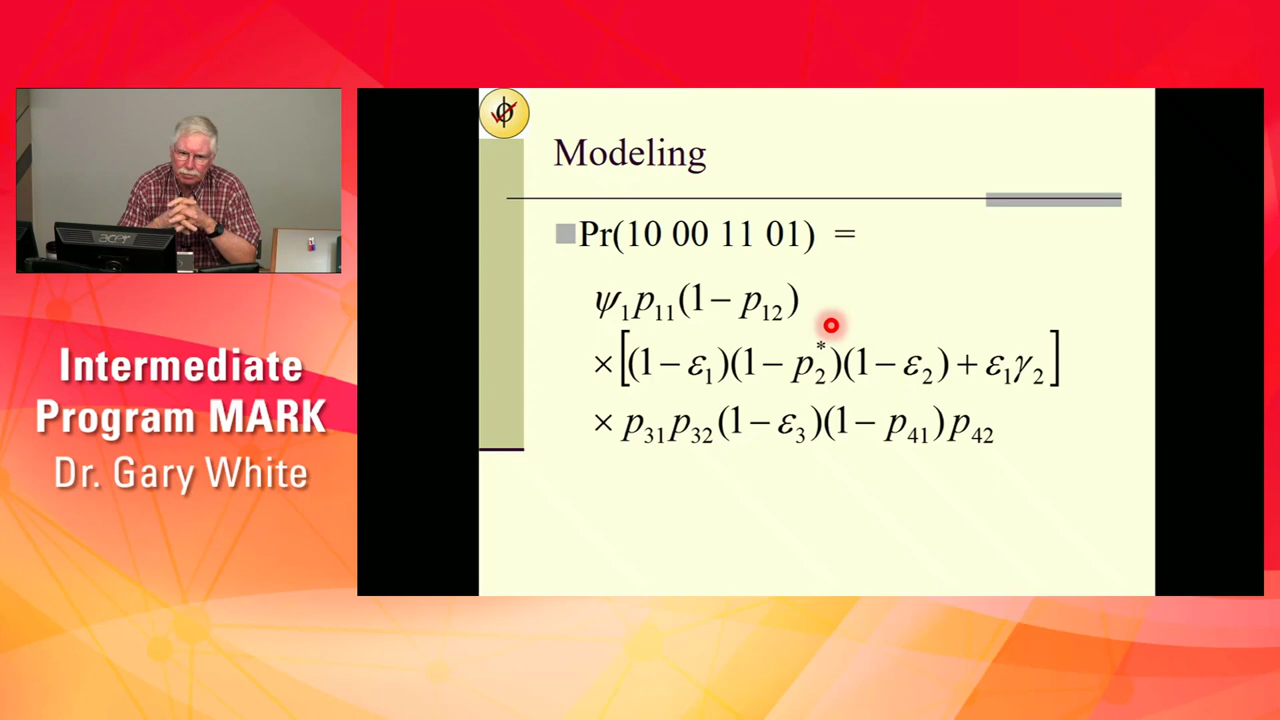 acer
Intermediate
Program MARK
Dr. Gary White
Modeling
Pr(10 00 11 01) =
ψ₁p₁₁(1 − p₁₂)
× [(1 − ε₁)(1 − p₂*)(1 − ε₂) + ε₁γ₂]
× p₃₁p₃₂(1 − ε₃)(1 − p₄₁)p₄₂